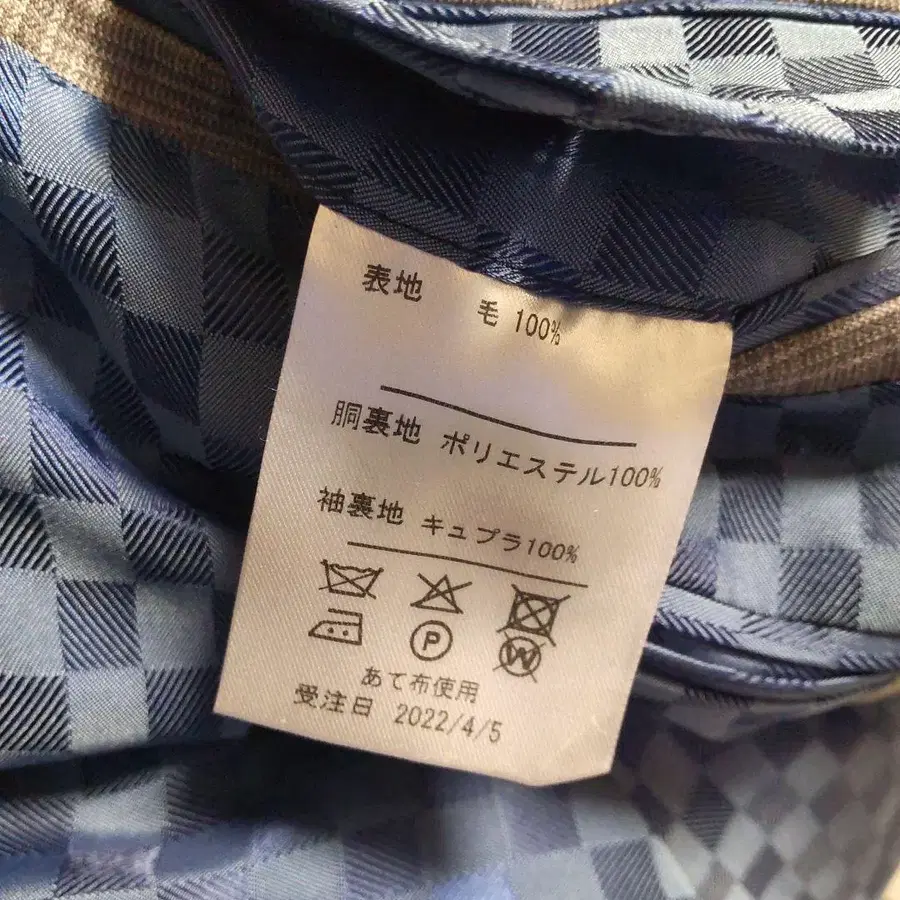 表地
毛 100%
胴裏地 ポリエステル100%
袖裏地 キュプラ100%
P W
あて布使用
受注日 2022/4/5